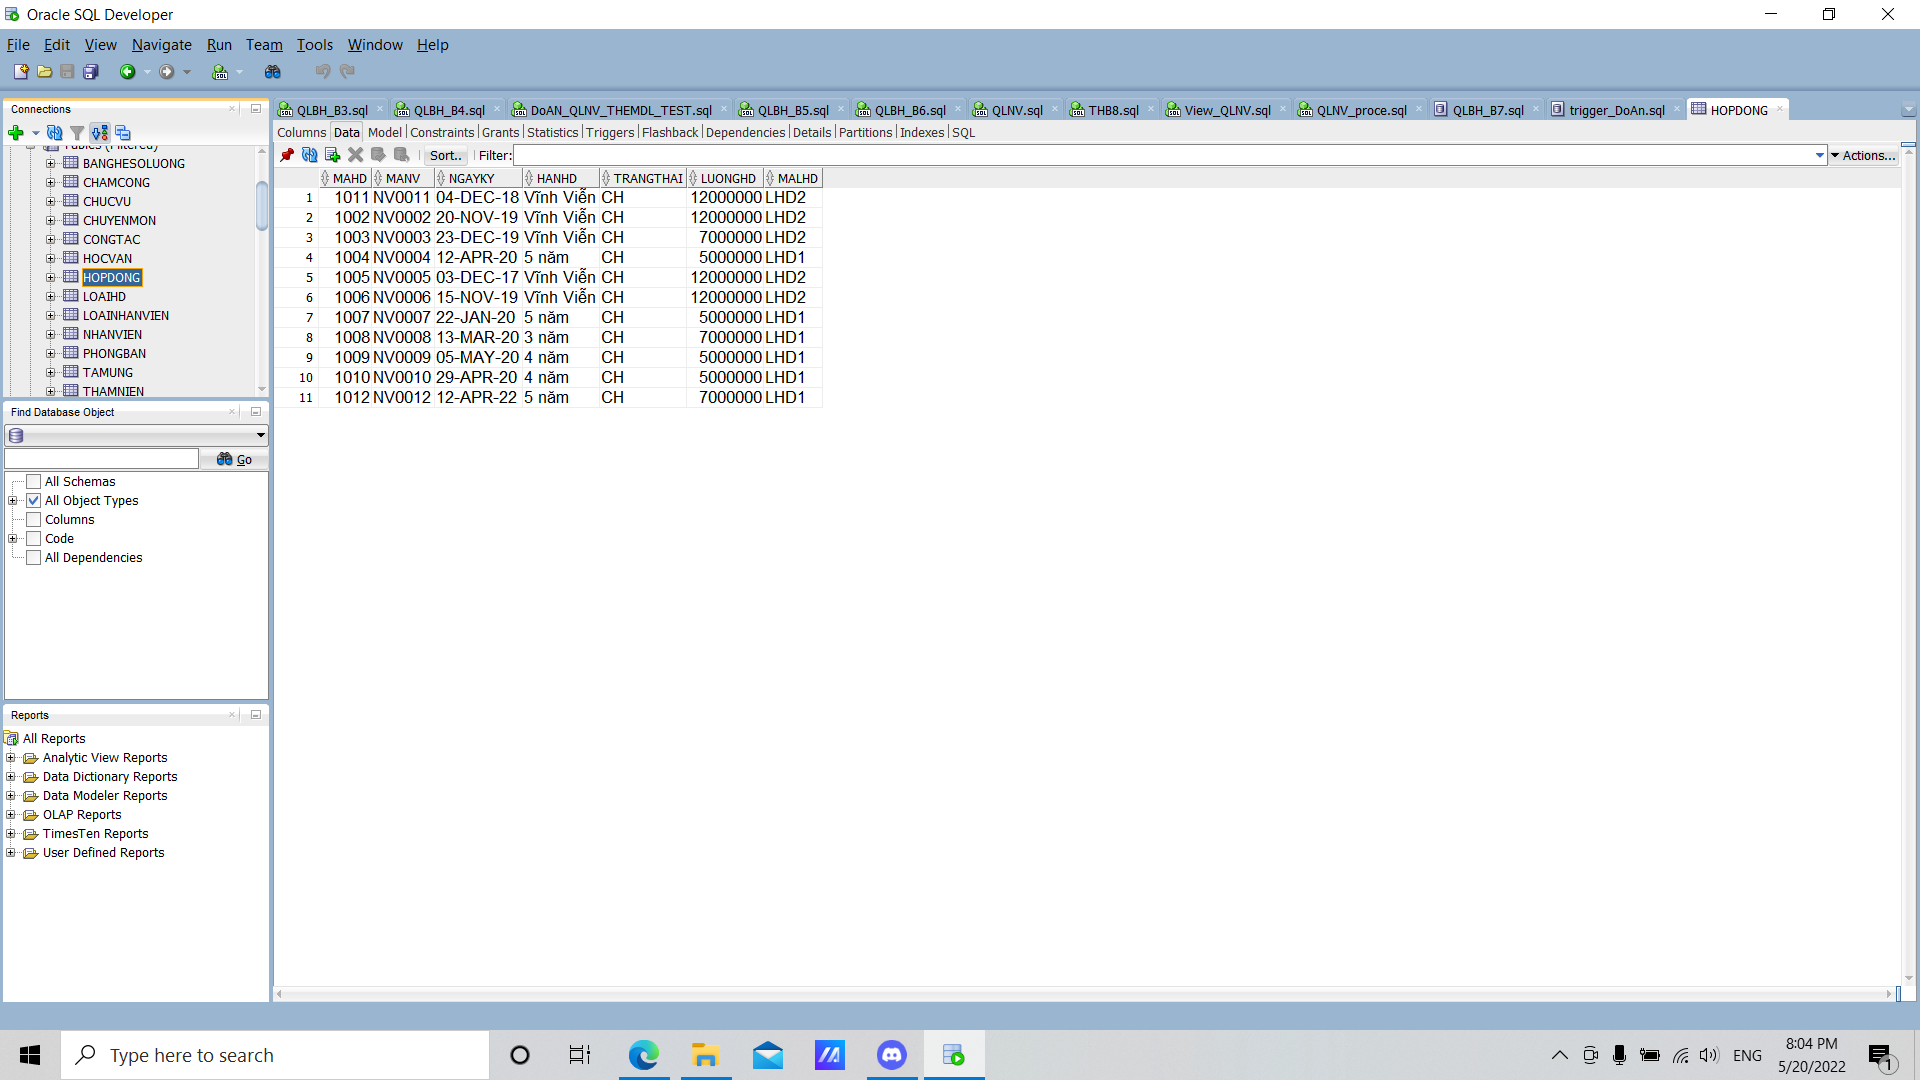 Oracle SQL Developer
File Edit View Navigate Run Team Tools Window Help
Connections
Tables (Filtered)
BANGHESOLUONG
CHAMCONG
CHUCVU
CHUYENMON
CONGTAC
HOCVAN
HOPDONG
LOAIHD
LOAINHANVIEN
NHANVIEN
PHONGBAN
TAMUNG
THAMNIEN
Find Database Object
Go
All Schemas
All Object Types
Columns
Code
All Dependencies
Reports
All Reports
Analytic View Reports
Data Dictionary Reports
Data Modeler Reports
OLAP Reports
TimesTen Reports
User Defined Reports
QLBH_B3.sql QLBH_B4.sql DoAN_QLNV_THEMDL_TEST.sql QLBH_B5.sql QLBH_B6.sql QLNV.sql THB8.sql View_QLNV.sql QLNV_proce.sql QLBH_B7.sql trigger_DoAn.sql HOPDONG
Columns Data Model Constraints Grants Statistics Triggers Flashback Dependencies Details Partitions Indexes SQL
Sort.. Filter: Actions...
MAHD MANV NGAYKY HANHD TRANGTHAI LUONGHD MALHD
1 1011 NV0011 04-DEC-18 Vĩnh Viễn CH 12000000 LHD2
2 1002 NV0002 20-NOV-19 Vĩnh Viễn CH 12000000 LHD2
3 1003 NV0003 23-DEC-19 Vĩnh Viễn CH 7000000 LHD2
4 1004 NV0004 12-APR-20 5 năm CH 5000000 LHD1
5 1005 NV0005 03-DEC-17 Vĩnh Viễn CH 12000000 LHD2
6 1006 NV0006 15-NOV-19 Vĩnh Viễn CH 12000000 LHD2
7 1007 NV0007 22-JAN-20 5 năm CH 5000000 LHD1
8 1008 NV0008 13-MAR-20 3 năm CH 7000000 LHD1
9 1009 NV0009 05-MAY-20 4 năm CH 5000000 LHD1
10 1010 NV0010 29-APR-20 4 năm CH 5000000 LHD1
11 1012 NV0012 12-APR-22 5 năm CH 7000000 LHD1
Type here to search
ENG
8:04 PM
5/20/2022
1